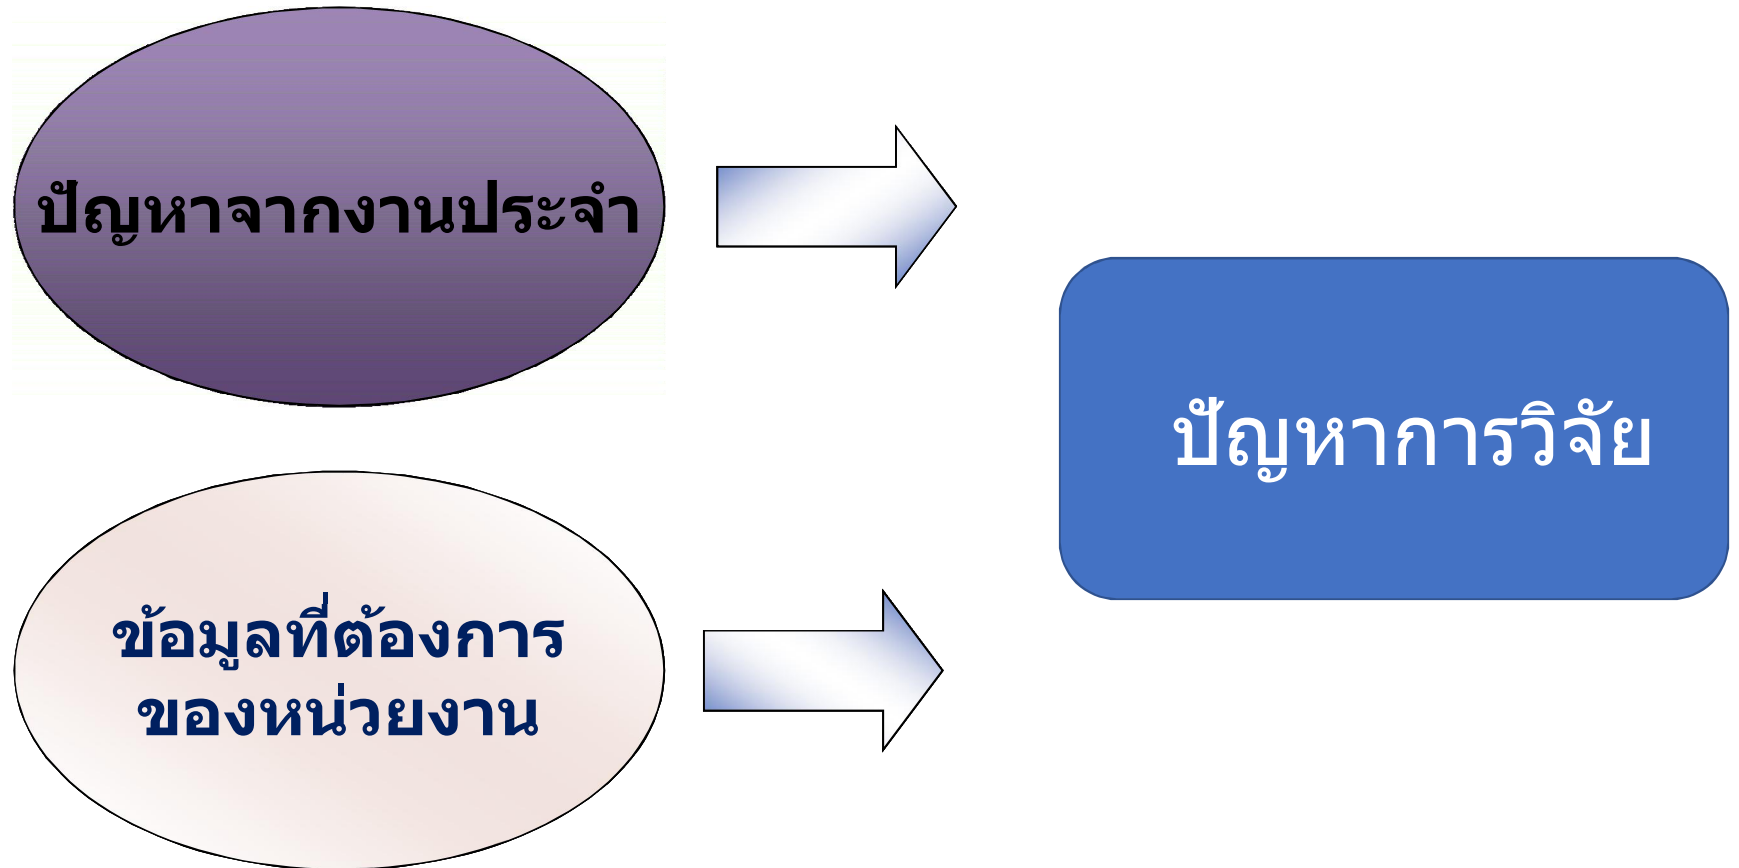 ปัญหาจากงานประจำ
ปัญหาการวิจัย
ข้อมูลที่ต้องการ
ของหน่วยงาน